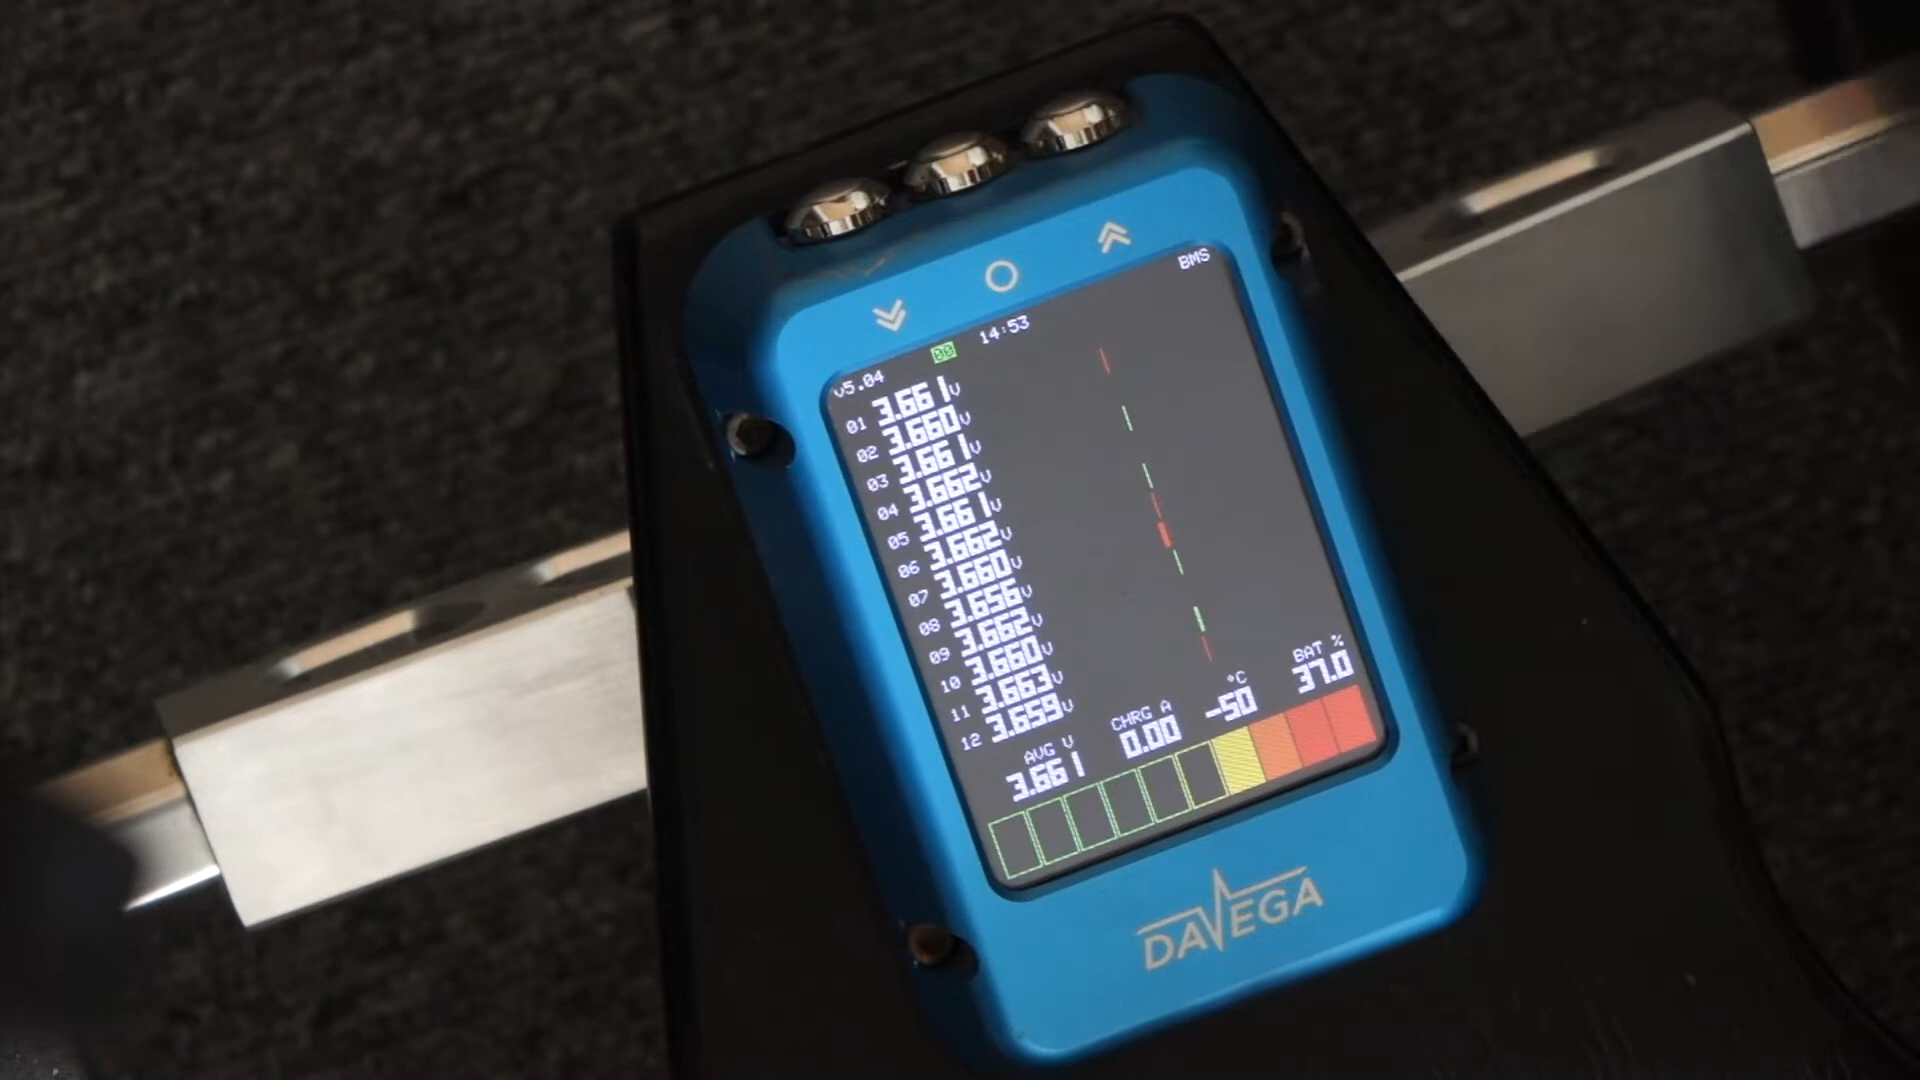 BMS
v5.04 00 14:53
01 3.661V
02 3.660V
03 3.661V
04 3.662V
05 3.661V
06 3.662V
07 3.660V
08 3.656V
09 3.662V
10 3.660V
11 3.663V
12 3.659V
AVG V CHRG A °C BAT %
3.661 0.00 -50 37.0
DAVEGA